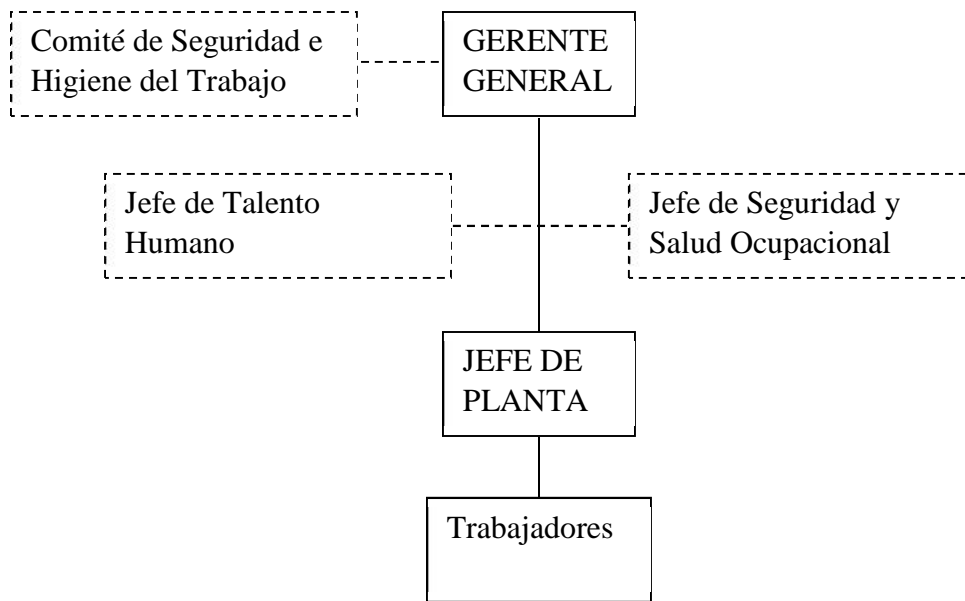 Comité de Seguridad e
Higiene del Trabajo
GERENTE
GENERAL
Jefe de Talento
Humano
Jefe de Seguridad y
Salud Ocupacional
JEFE DE
PLANTA
Trabajadores